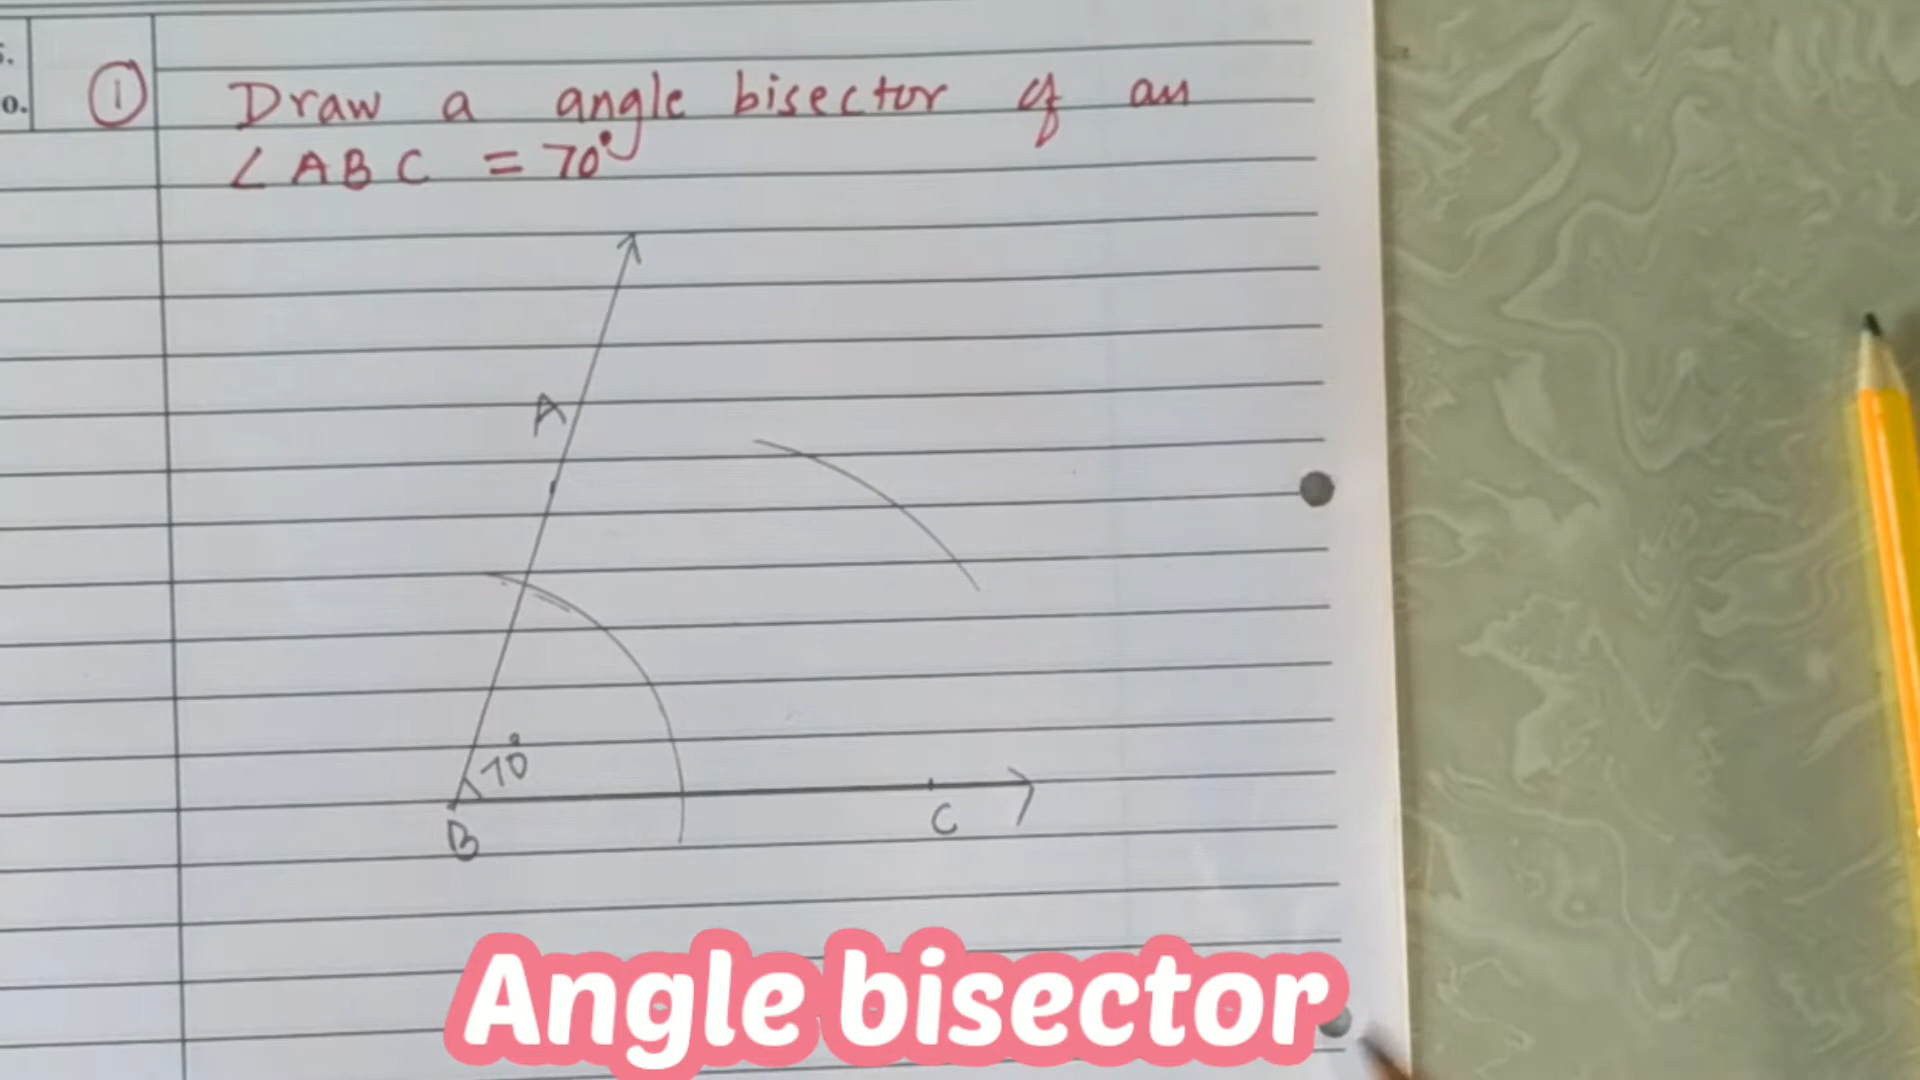 ① Draw a angle bisector of an
∠ABC = 70°
A
70°
B
C
Angle bisector